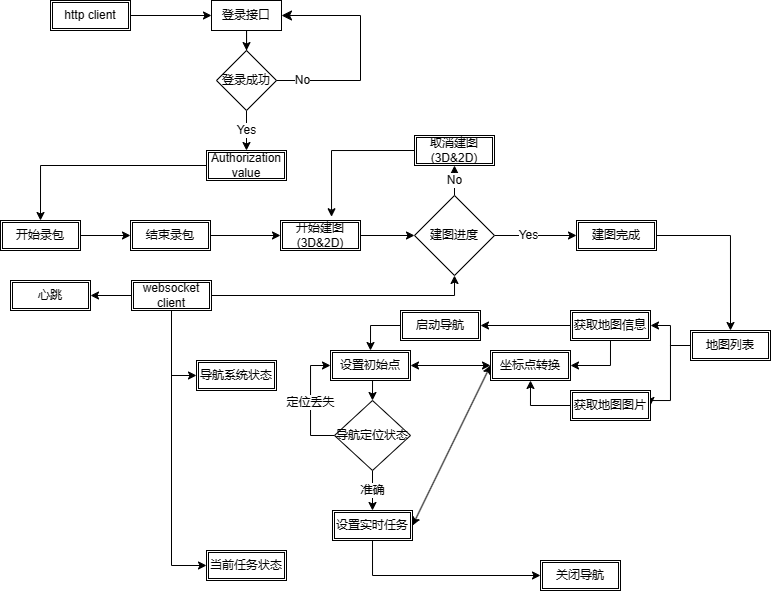 http client
登录接口
登录成功
No
Yes
Authorization
value
取消建图
(3D&2D)
No
开始录包
结束录包
开始建图
(3D&2D)
建图进度
Yes
建图完成
心跳
websocket
client
启动导航
获取地图信息
地图列表
导航系统状态
设置初始点
坐标点转换
定位丢失
获取地图图片
导航定位状态
准确
设置实时任务
当前任务状态
关闭导航